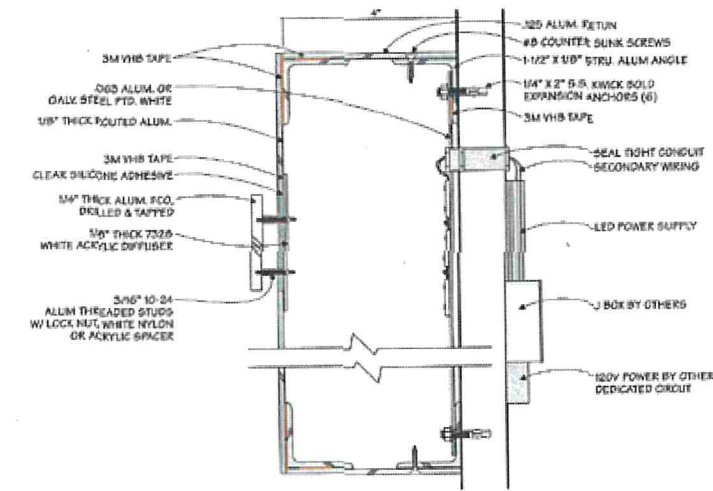 4"
3M VHB TAPE
.063 ALUM. OR
GALV. STEEL PTD. WHITE
1/8" THICK ROUTED ALUM.
3M VHB TAPE
CLEAR SILICONE ADHESIVE
1/4" THICK ALUM. FCO,
DRILLED & TAPPED
1/8" THICK 7328
WHITE ACRYLIC DIFFUSER
3/16" 10-24
ALUM THREADED STUDS
W/ LOCK NUT, WHITE NYLON
OR ACRYLIC SPACER
.125 ALUM. RETUN
#8 COUNTER SUNK SCREWS
1-1/2" X 1/8" STRU. ALUM ANGLE
1/4" X 2" S.S. KWICK BOLD
EXPANSION ANCHORS (6)
3M VHB TAPE
SEAL TIGHT CONDUIT
SECONDARY WIRING
LED POWER SUPPLY
J BOX BY OTHERS
120V POWER BY OTHER
DEDICATED CIRCUT